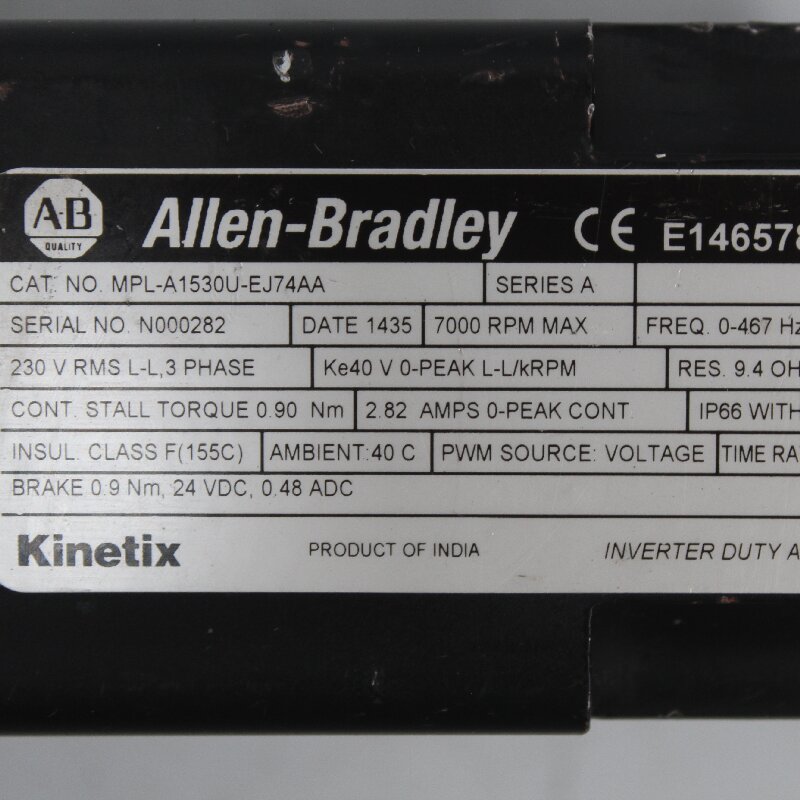 A-B Allen-Bradley CE E146578
QUALITY
CAT. NO. MPL-A1530U-EJ74AA SERIES A
SERIAL NO. N000282 DATE 1435 7000 RPM MAX FREQ. 0-467 Hz
230 V RMS L-L,3 PHASE Ke40 V 0-PEAK L-L/kRPM RES. 9.4 OH
CONT. STALL TORQUE 0.90 Nm 2.82 AMPS 0-PEAK CONT. IP66 WITH
INSUL. CLASS F(155C) AMBIENT:40 C PWM SOURCE: VOLTAGE TIME RA
BRAKE 0.9 Nm, 24 VDC, 0.48 ADC
Kinetix PRODUCT OF INDIA INVERTER DUTY A